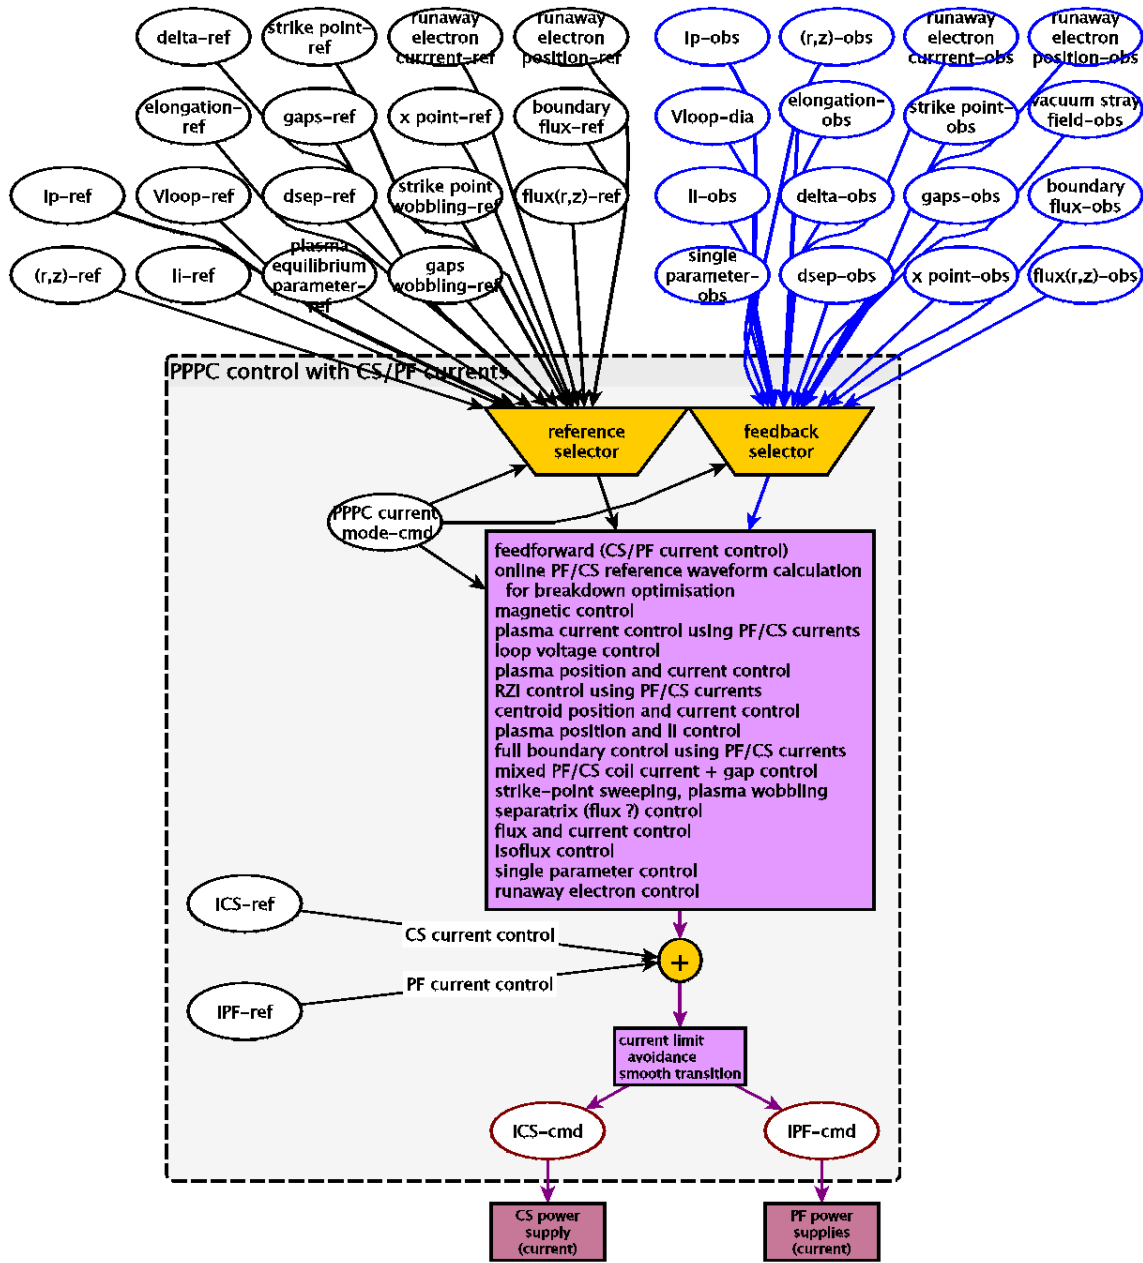 delta-ref
strike point-
ref
runaway
electron
currrent-ref
runaway
electron
position-ref
Ip-obs
(r,z)-obs
runaway
electron
currrent-obs
runaway
electron
position-obs
elongation-
ref
gaps-ref
x point-ref
boundary
flux-ref
Vloop-dia
elongation-
obs
strike point-
obs
vacuum stray
field-obs
Ip-ref
Vloop-ref
dsep-ref
strike point
wobbling-ref
flux(r,z)-ref
li-obs
delta-obs
gaps-obs
boundary
flux-obs
(r,z)-ref
li-ref
plasma
equilibrium
parameter-
ref
gaps
wobbling-ref
single
parameter-
obs
dsep-obs
x point-obs
flux(r,z)-obs
PPPC control with CS/PF currents
reference
selector
feedback
selector
PPPC current
mode-cmd
feedforward (CS/PF current control)
online PF/CS reference waveform calculation
for breakdown optimisation
magnetic control
plasma current control using PF/CS currents
loop voltage control
plasma position and current control
RZI control using PF/CS currents
centroid position and current control
plasma position and li control
full boundary control using PF/CS currents
mixed PF/CS coil current + gap control
strike-point sweeping, plasma wobbling
separatrix (flux ?) control
flux and current control
isoflux control
single parameter control
runaway electron control
ICS-ref
CS current control
+
PF current control
IPF-ref
current limit
avoidance
smooth transition
ICS-cmd
IPF-cmd
CS power
supply
(current)
PF power
supplies
(current)